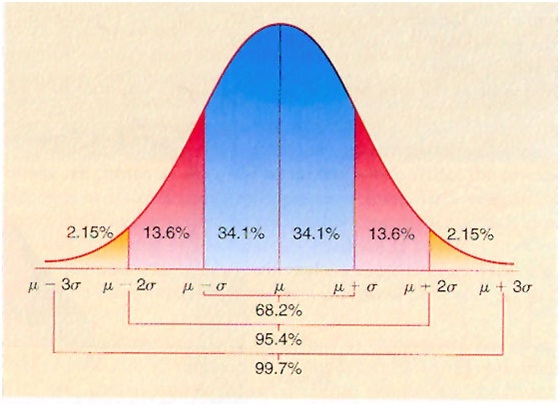 2.15% 13.6% 34.1% 34.1% 13.6% 2.15%
μ − 3σ μ − 2σ μ − σ μ μ + σ μ + 2σ μ + 3σ
68.2%
95.4%
99.7%